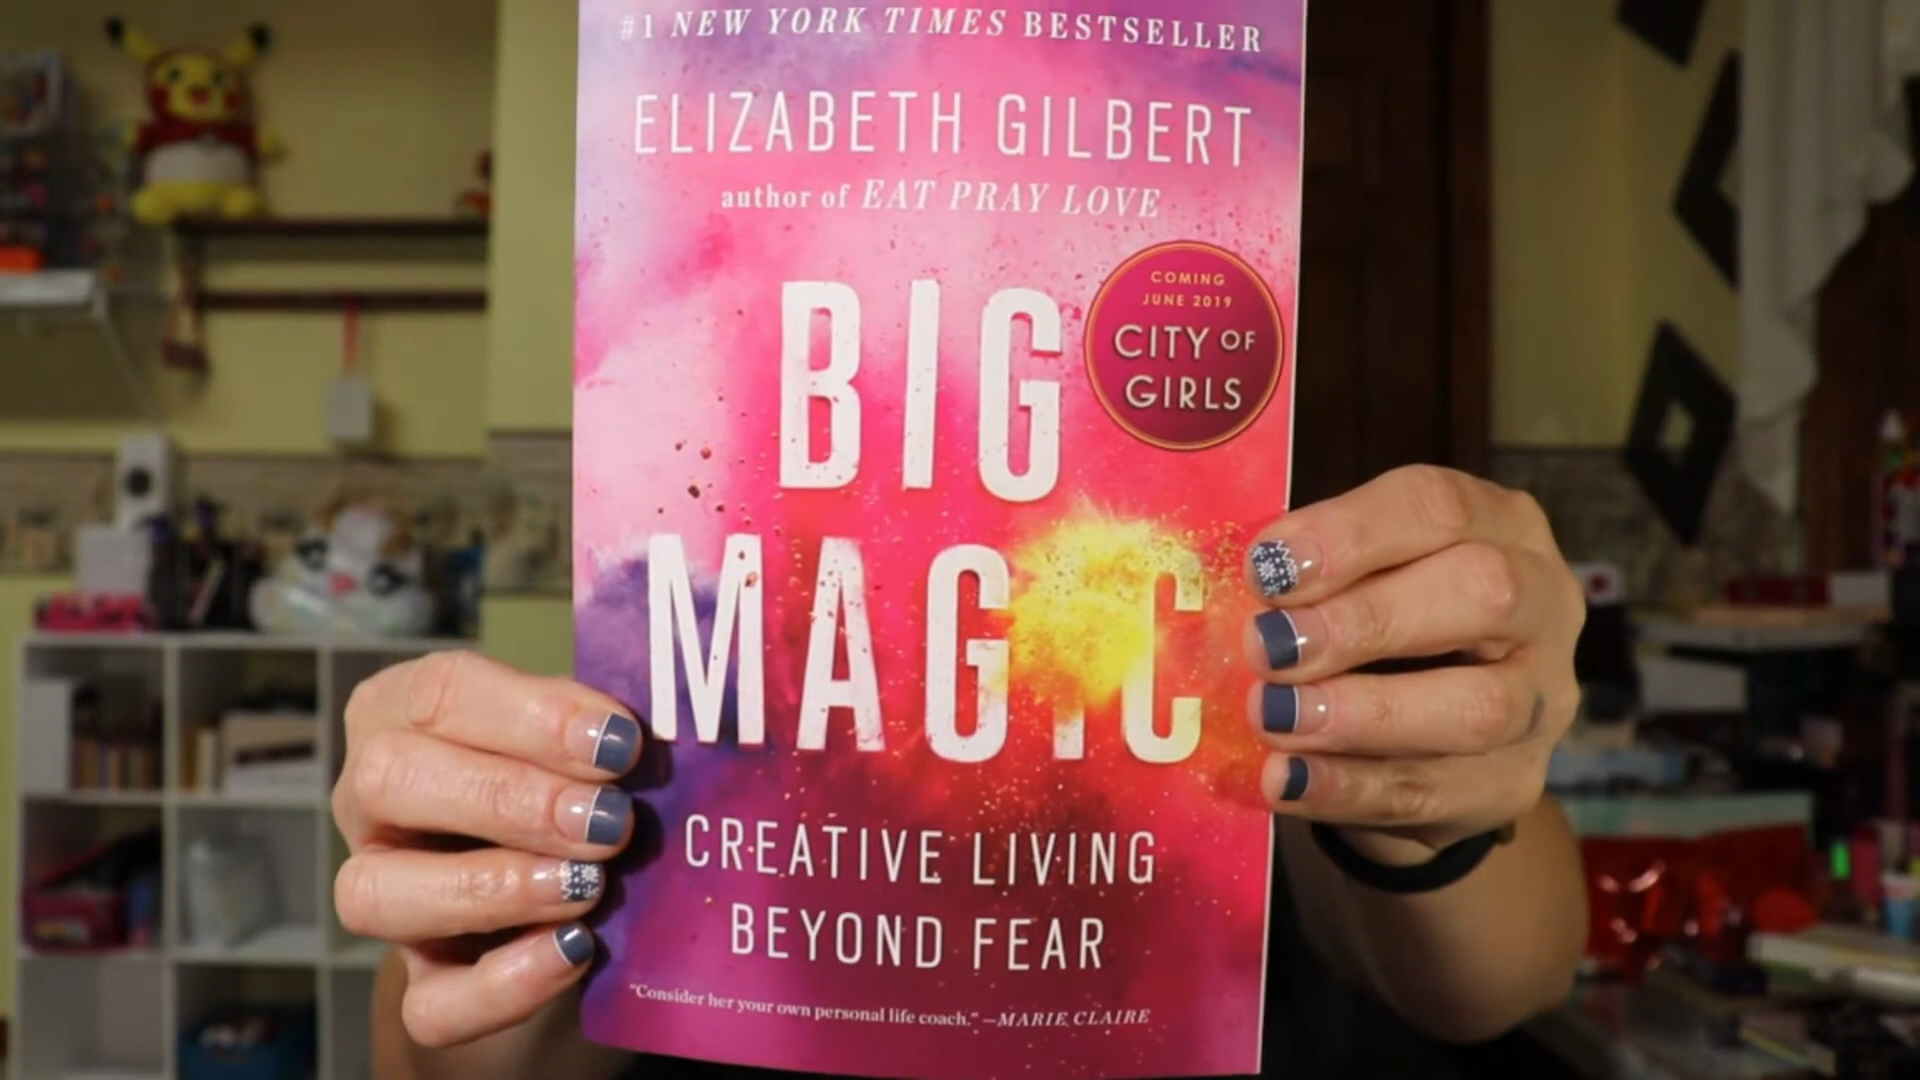 #1 NEW YORK TIMES BESTSELLER
ELIZABETH GILBERT
author of EAT PRAY LOVE
COMING
JUNE 2019
CITY OF
GIRLS
BIG
MAGIC
CREATIVE LIVING
BEYOND FEAR
"Consider her your own personal life coach." —MARIE CLAIRE